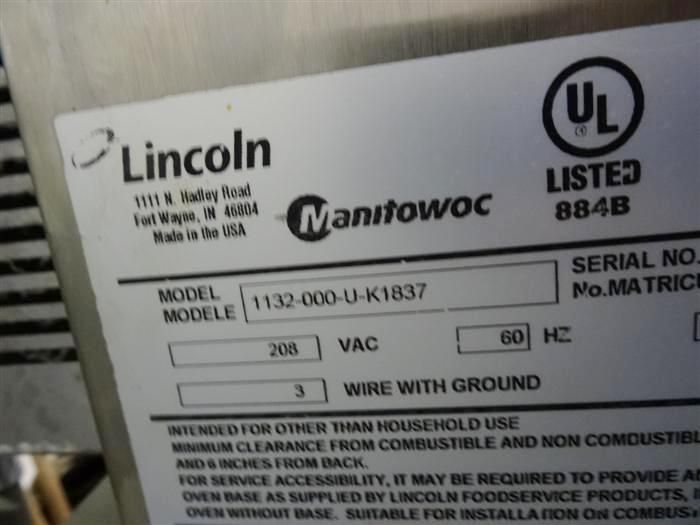 Lincoln
1111 N. Hadley Road
Fort Wayne, IN 46804
Made in the USA
Manitowoc
UL
C
LISTED
884B
MODEL
MODELE
1132-000-U-K1837
SERIAL NO.
No.MATRICU
208 VAC
60 HZ
3 WIRE WITH GROUND
INTENDED FOR OTHER THAN HOUSEHOLD USE
MINIMUM CLEARANCE FROM COMBUSTIBLE AND NON COMBUSTIBL
AND 6 INCHES FROM BACK.
FOR SERVICE ACCESSIBILITY, IT MAY BE REQUIRED TO PROVIDE A
OVEN BASE AS SUPPLIED BY LINCOLN FOODSERVICE PRODUCTS,
OVEN WITHOUT BASE. SUITABLE FOR INSTALLATION ON COMBUS